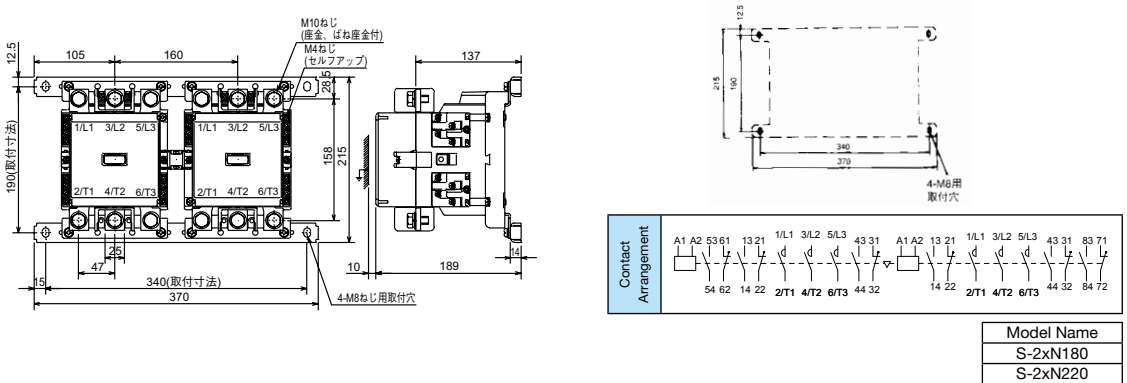 M10ねじ
(座金、ばね座金付)
M4ねじ
(セルフアップ)
12.5
105
160
28.5
190(取付寸法)
158
215
1/L1 3/L2 5/L3
1/L1 3/L2 5/L3
2/T1 4/T2 6/T3
2/T1 4/T2 6/T3
25
47
15
340(取付寸法)
370
4-M8ねじ用取付穴
137
14
10
189
12.5
215
190
340
370
4-M8用
取付穴
Contact
Arrangement
A1 A2 53 61 13 21 1/L1 3/L2 5/L3 43 31 A1 A2 13 21 1/L1 3/L2 5/L3 43 31 83 71
54 62 14 22 2/T1 4/T2 6/T3 44 32 14 22 2/T1 4/T2 6/T3 44 32 84 72
Model Name
S-2xN180
S-2xN220